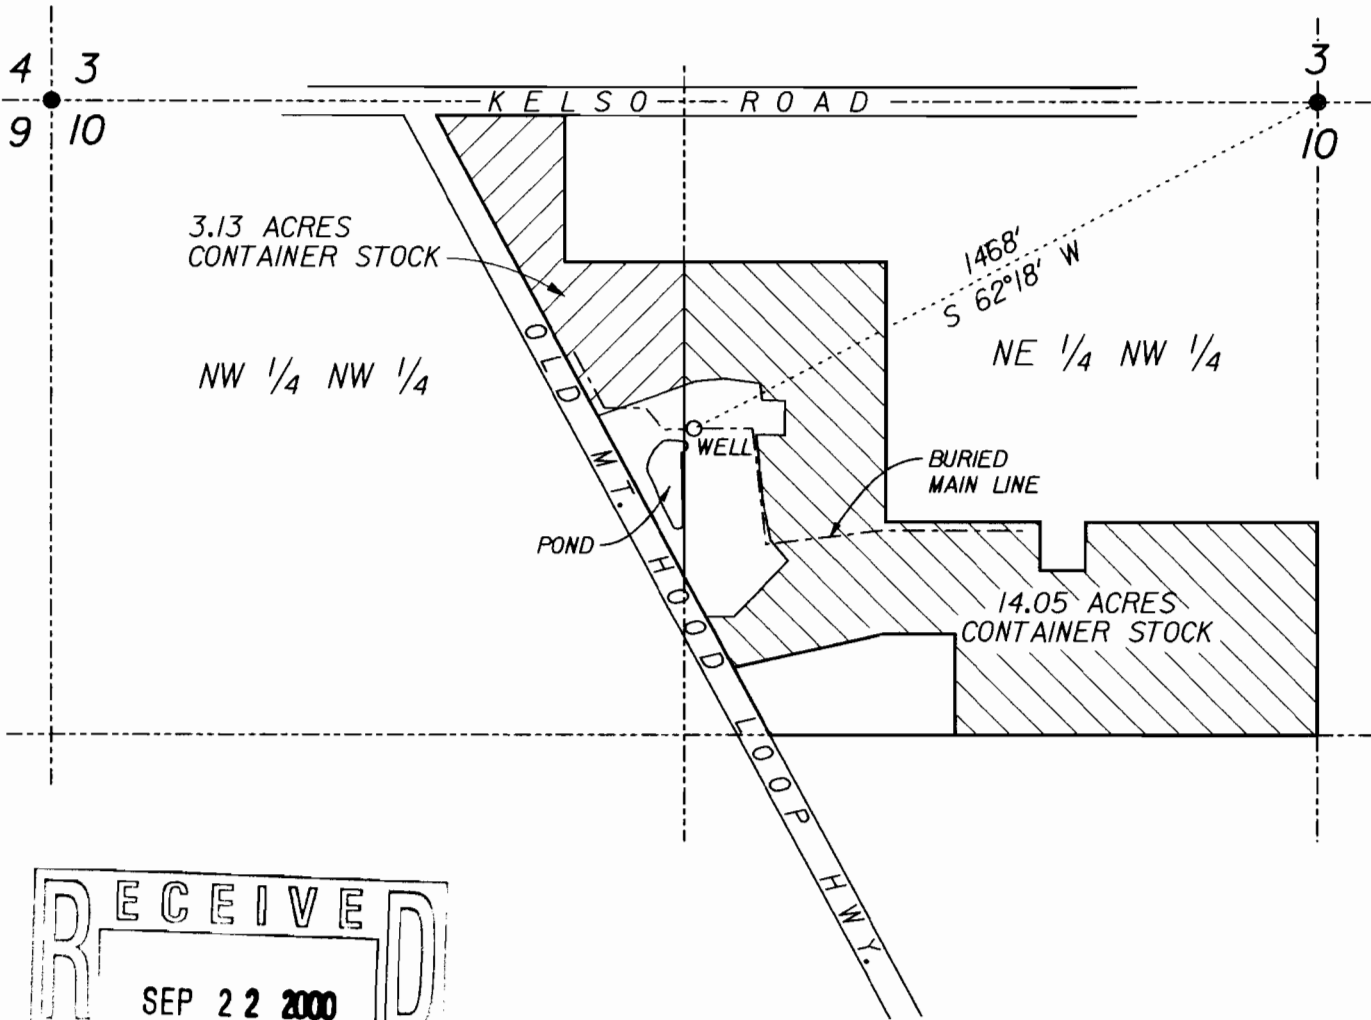 4 3
9 10
3
10
KELSO ROAD
3.13 ACRES
CONTAINER STOCK
1468'
S 62°18' W
NW 1/4 NW 1/4
NE 1/4 NW 1/4
OLD MT. HOOD LOOP HWY.
WELL
BURIED
MAIN LINE
POND
14.05 ACRES
CONTAINER STOCK
RECEIVED
SEP 22 2000